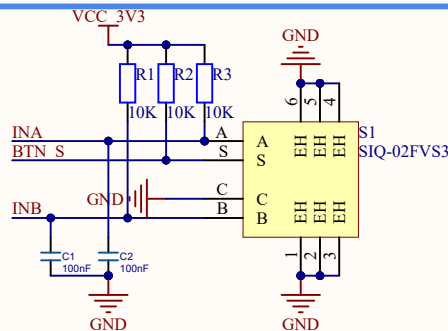 VCC_3V3
GND
R1 R2 R3
10K 10K 10K
6 5 4
EH EH EH
S1
SIQ-02FVS3
INA
A A
BTN_S
S S
GND
C C
INB
B B
EH EH EH
1 2 3
C1
100nF
C2
100nF
GND
GND